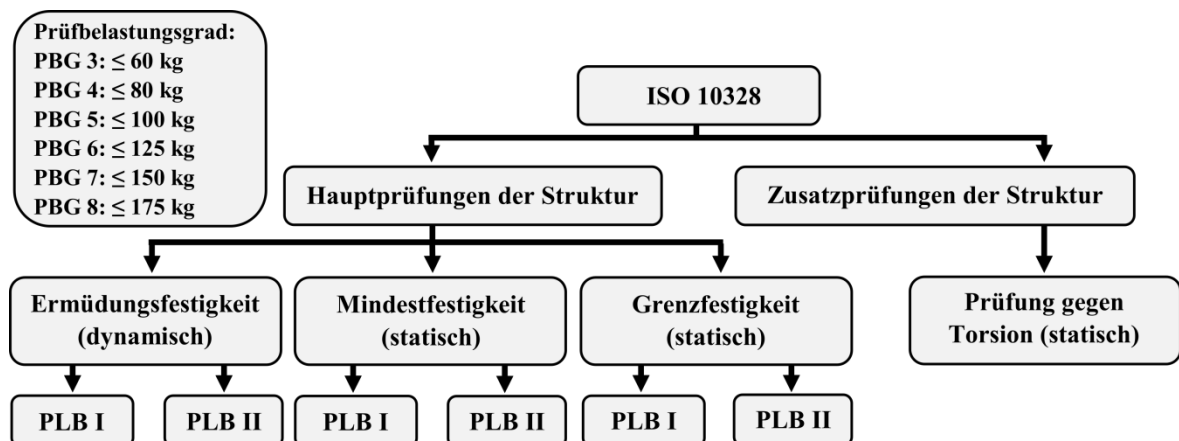 Prüfbelastungsgrad:
PBG 3: ≤ 60 kg
PBG 4: ≤ 80 kg
PBG 5: ≤ 100 kg
PBG 6: ≤ 125 kg
PBG 7: ≤ 150 kg
PBG 8: ≤ 175 kg
ISO 10328
Hauptprüfungen der Struktur
Zusatzprüfungen der Struktur
Ermüdungsfestigkeit
(dynamisch)
Mindestfestigkeit
(statisch)
Grenzfestigkeit
(statisch)
Prüfung gegen
Torsion (statisch)
PLB I
PLB II
PLB I
PLB II
PLB I
PLB II